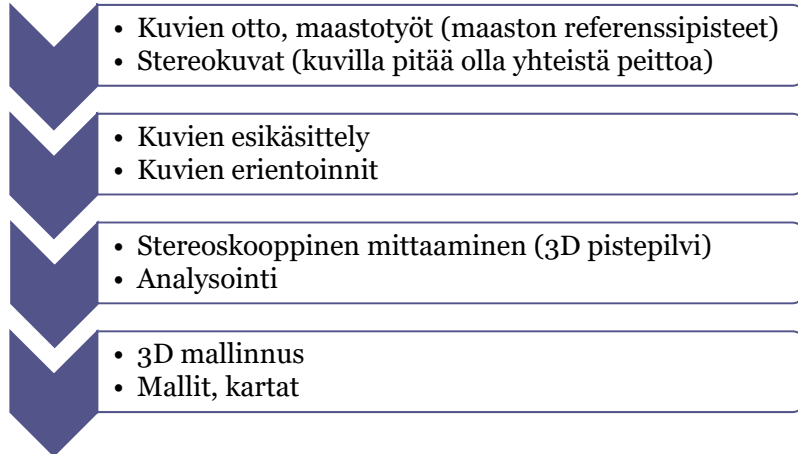 • Kuvien otto, maastotyöt (maaston referenssipisteet)
• Stereokuvat (kuvilla pitää olla yhteistä peittoa)
• Kuvien esikäsittely
• Kuvien erientoinnit
• Stereoskooppinen mittaaminen (3D pistepilvi)
• Analysointi
• 3D mallinnus
• Mallit, kartat